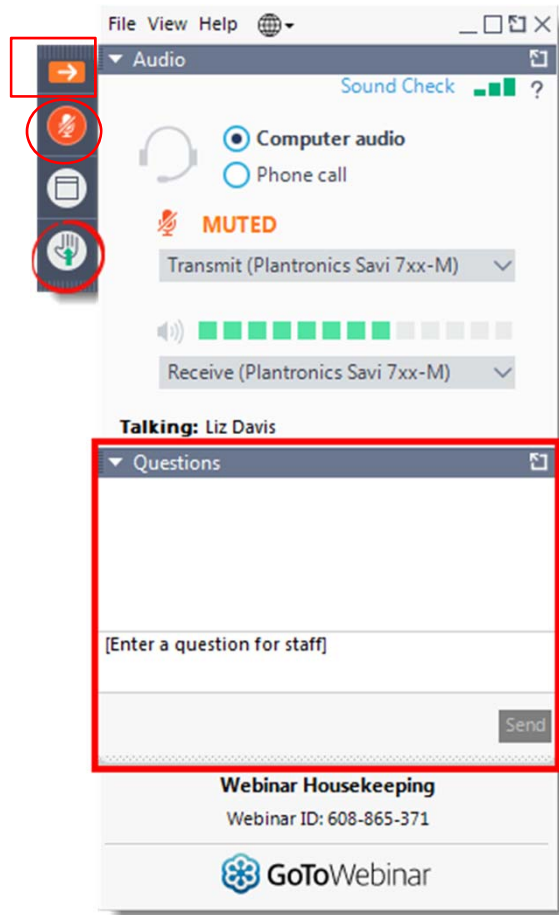 File View Help
Audio
Sound Check ?
Computer audio
Phone call
MUTED
Transmit (Plantronics Savi 7xx-M)
Receive (Plantronics Savi 7xx-M)
Talking: Liz Davis
Questions
[Enter a question for staff]
Send
Webinar Housekeeping
Webinar ID: 608-865-371
GoToWebinar